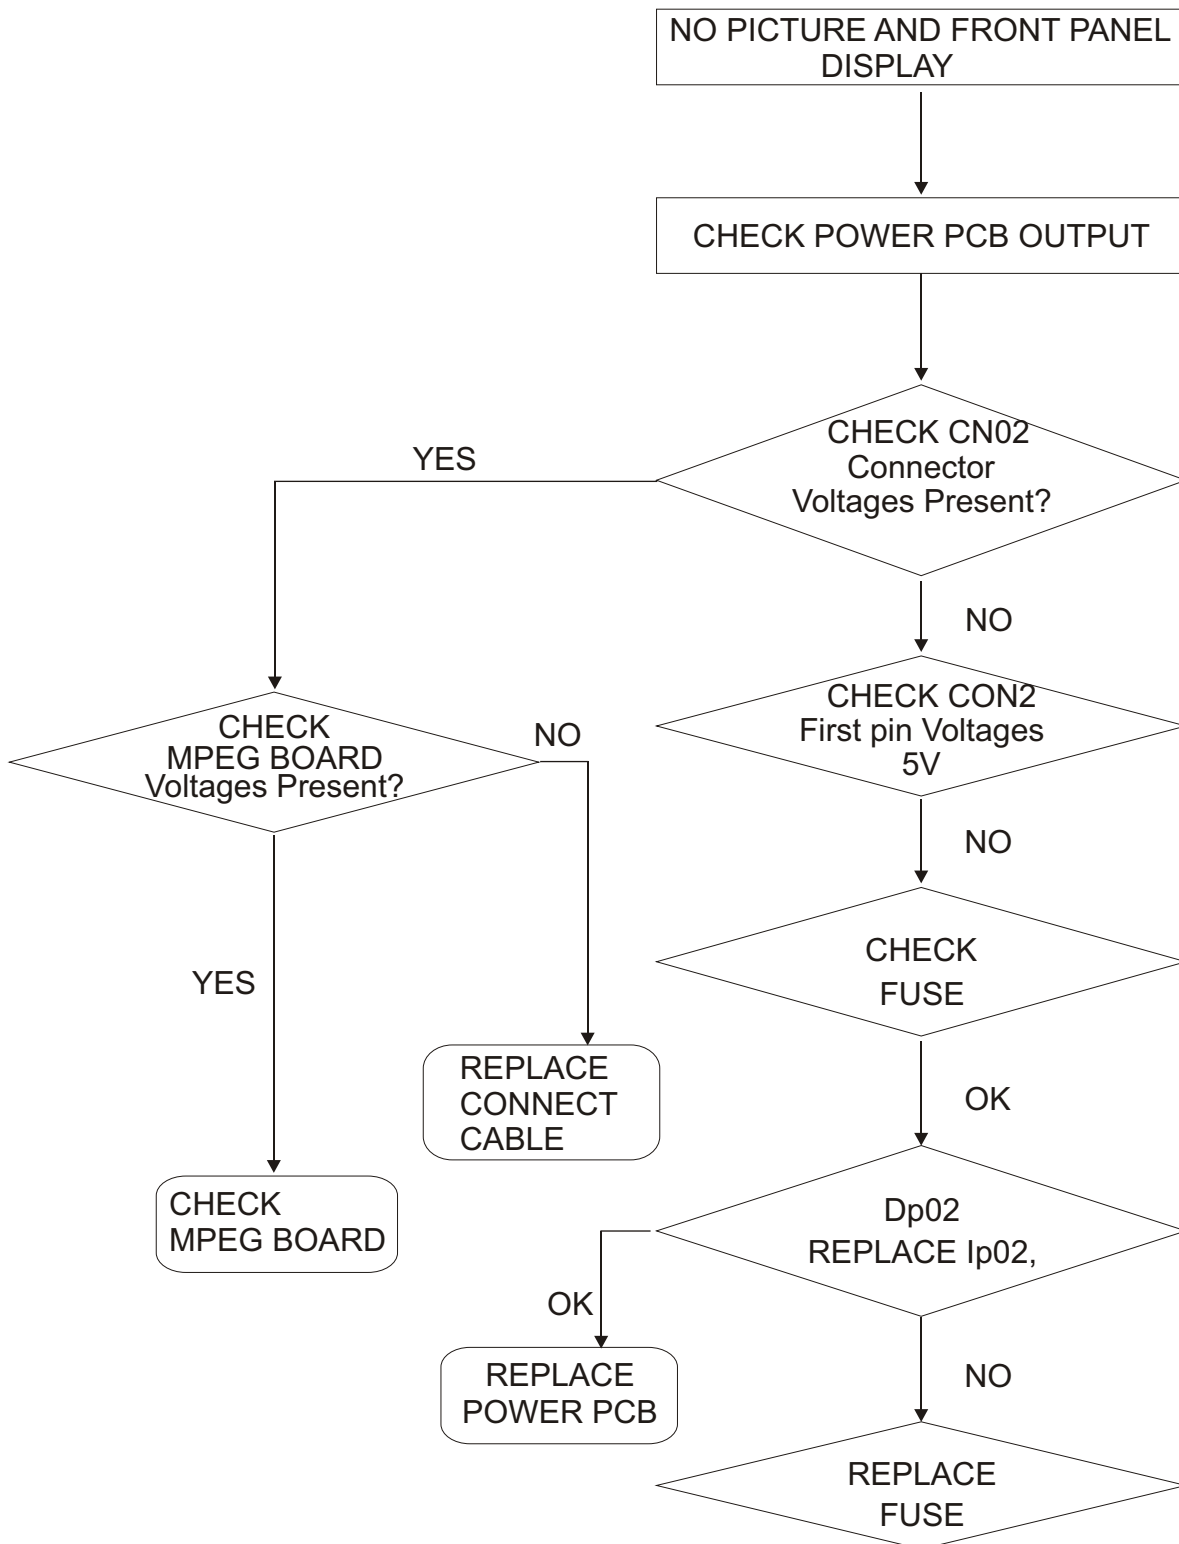 NO PICTURE AND FRONT PANEL
DISPLAY
CHECK POWER PCB OUTPUT
CHECK CN02
Connector
Voltages Present?
YES
NO
CHECK CON2
First pin Voltages
5V
CHECK
MPEG BOARD
Voltages Present?
NO
NO
CHECK
FUSE
YES
REPLACE
CONNECT
CABLE
OK
CHECK
MPEG BOARD
Dp02
REPLACE Ip02,
OK
REPLACE
POWER PCB
NO
REPLACE
FUSE